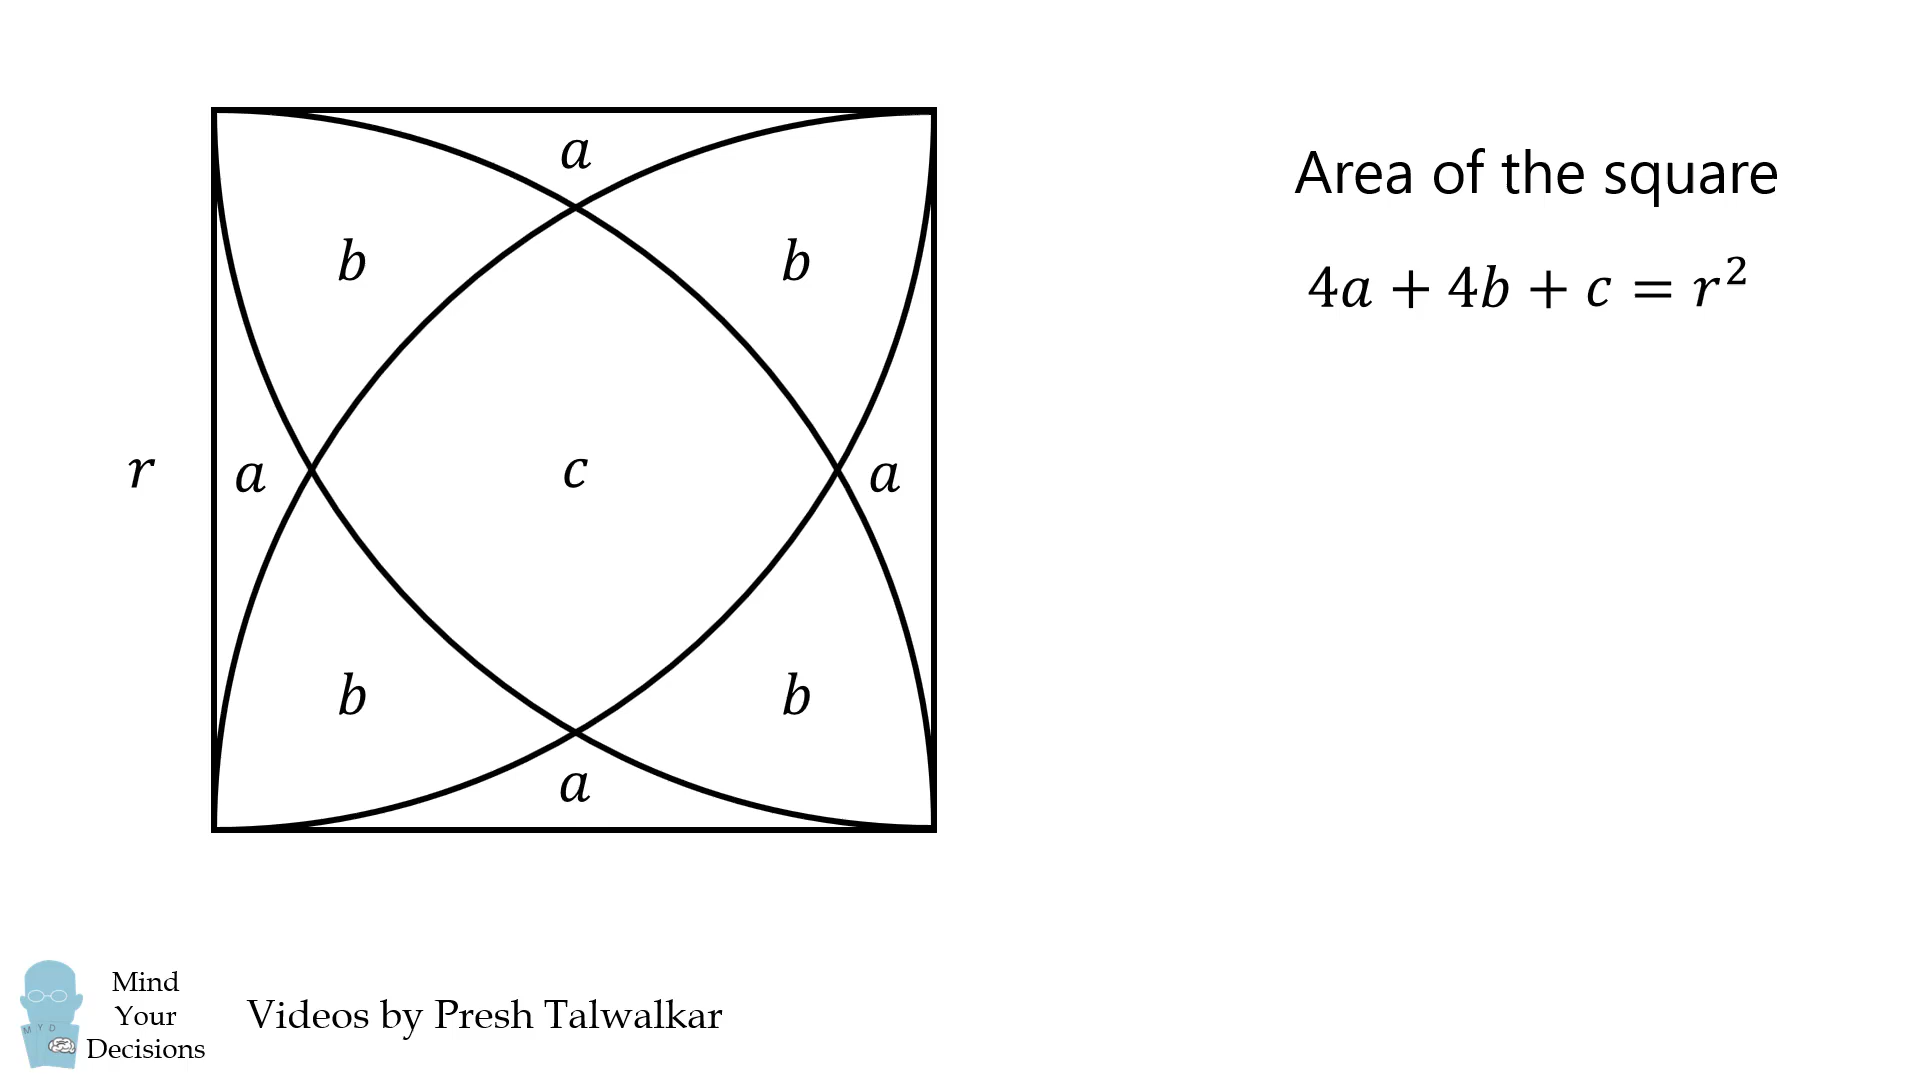 a
Area of the square
b b
4a + 4b + c = r²
r a c a
b b
a
Mind
Your
Decisions
M Y D
Videos by Presh Talwalkar